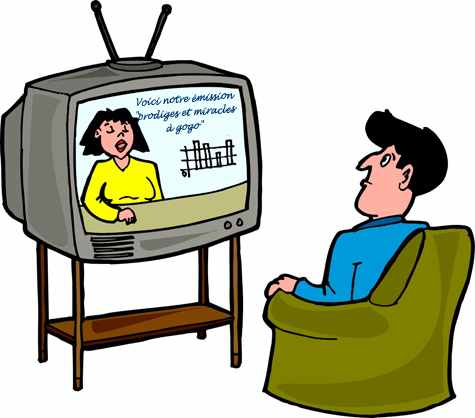 Voici notre émission
"prodiges et miracles
à gogo"